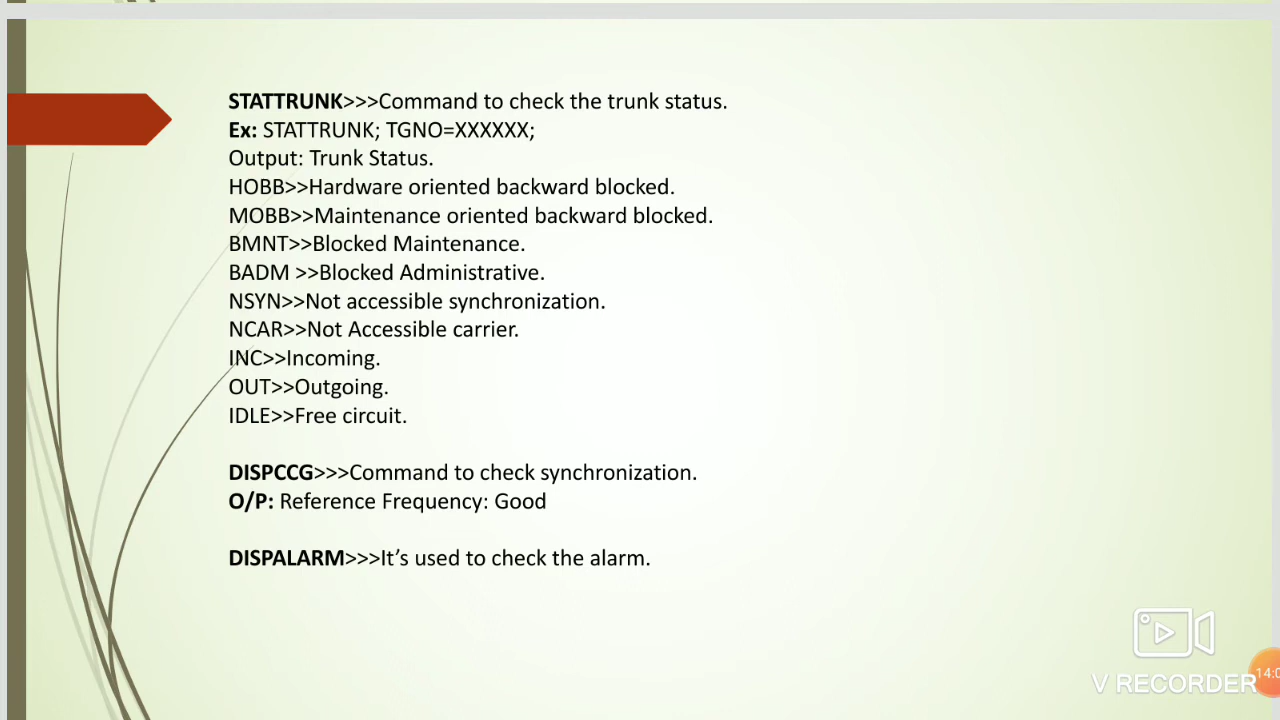 STATTRUNK>>>Command to check the trunk status.
Ex: STATTRUNK; TGNO=XXXXXX;
Output: Trunk Status.
HOBB>>Hardware oriented backward blocked.
MOBB>>Maintenance oriented backward blocked.
BMNT>>Blocked Maintenance.
BADM >>Blocked Administrative.
NSYN>>Not accessible synchronization.
NCAR>>Not Accessible carrier.
INC>>Incoming.
OUT>>Outgoing.
IDLE>>Free circuit.
DISPCCG>>>Command to check synchronization.
O/P: Reference Frequency: Good
DISPALARM>>>It’s used to check the alarm.
V RECORDER